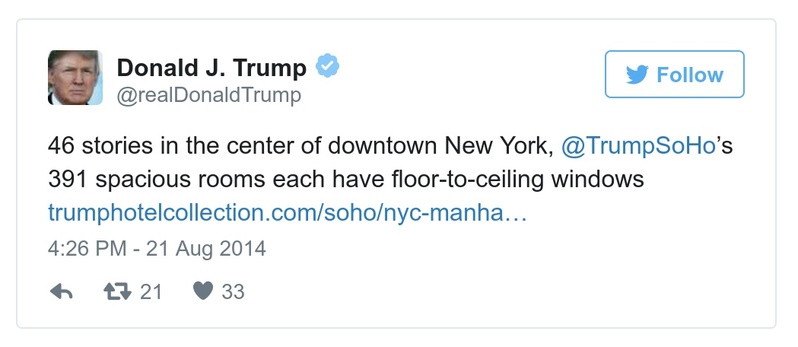 Donald J. Trump
Follow
@realDonaldTrump
46 stories in the center of downtown New York, @TrumpSoHo’s
391 spacious rooms each have floor-to-ceiling windows
trumphotelcollection.com/soho/nyc-manha…
4:26 PM - 21 Aug 2014
21 33